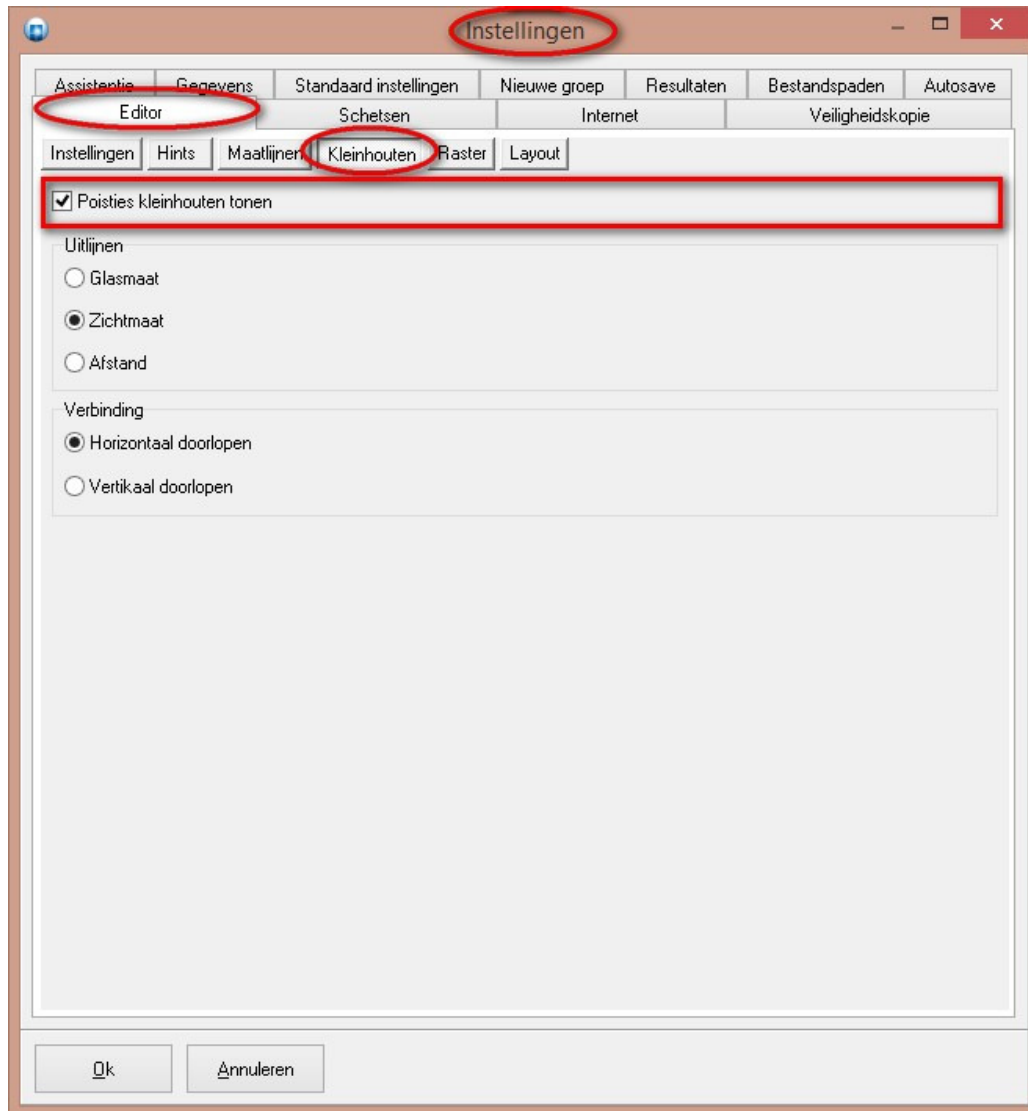 Instellingen
Assistentie Gegevens Standaard instellingen Nieuwe groep Resultaten Bestandspaden Autosave
Editor Schetsen Internet Veiligheidskopie
Instellingen Hints Maatlijnen Kleinhouten Raster Layout
Poisties kleinhouten tonen
Uitlijnen
Glasmaat
Zichtmaat
Afstand
Verbinding
Horizontaal doorlopen
Vertikaal doorlopen
Ok Annuleren